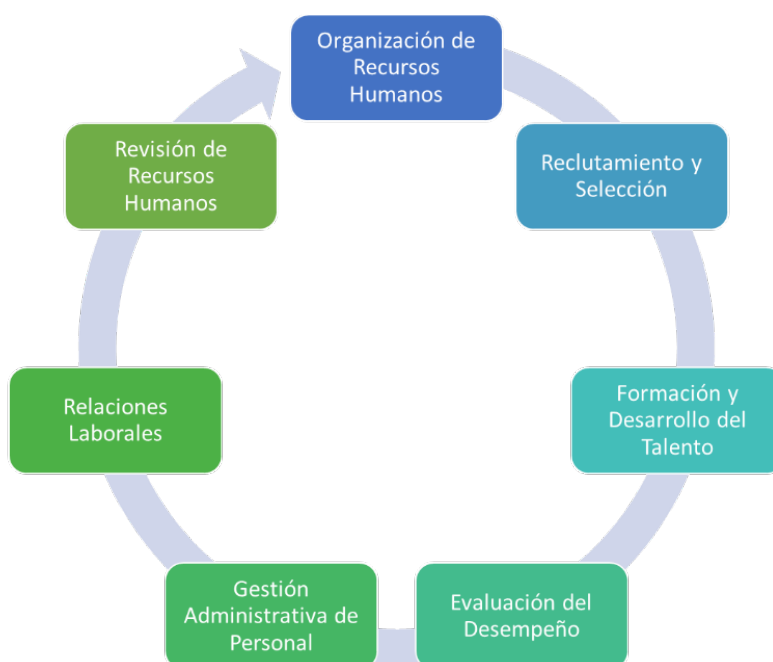 Organización de
Recursos
Humanos
Reclutamiento y
Selección
Formación y
Desarrollo del
Talento
Evaluación del
Desempeño
Gestión
Administrativa de
Personal
Relaciones
Laborales
Revisión de
Recursos
Humanos